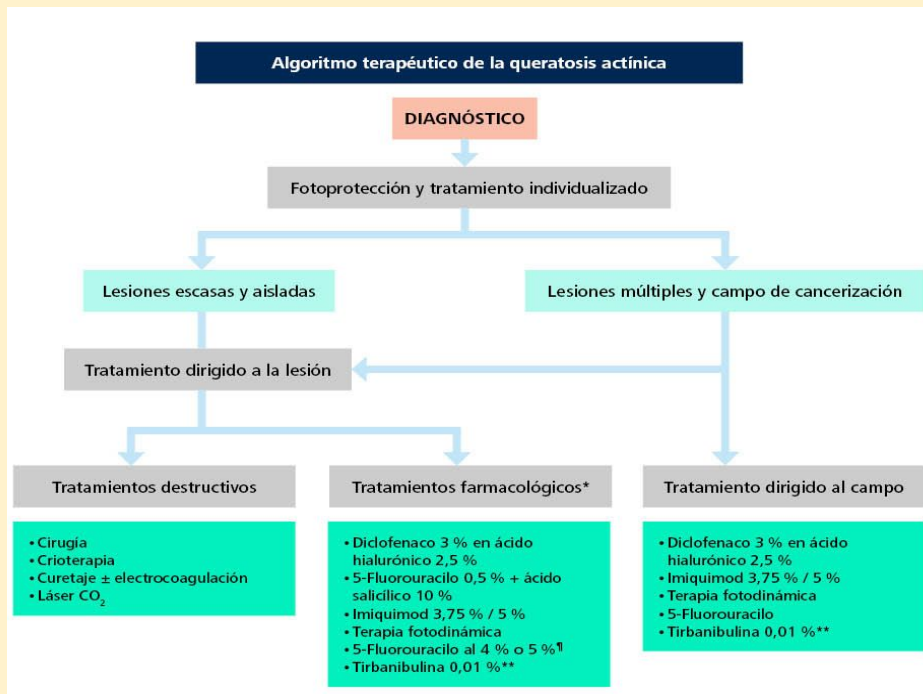 Algoritmo terapéutico de la queratosis actínica
DIAGNÓSTICO
Fotoprotección y tratamiento individualizado
Lesiones escasas y aisladas
Lesiones múltiples y campo de cancerización
Tratamiento dirigido a la lesión
Tratamientos destructivos
• Cirugía
• Crioterapia
• Curetaje ± electrocoagulación
• Láser CO₂
Tratamientos farmacológicos*
• Diclofenaco 3 % en ácido
hialurónico 2,5 %
• 5-Fluorouracilo 0,5 % + ácido
salicílico 10 %
• Imiquimod 3,75 % / 5 %
• Terapia fotodinámica
• 5-Fluorouracilo al 4 % o 5 %¶
• Tirbanibulina 0,01 %**
Tratamiento dirigido al campo
• Diclofenaco 3 % en ácido
hialurónico 2,5 %
• Imiquimod 3,75 % / 5 %
• Terapia fotodinámica
• 5-Fluorouracilo
• Tirbanibulina 0,01 %**